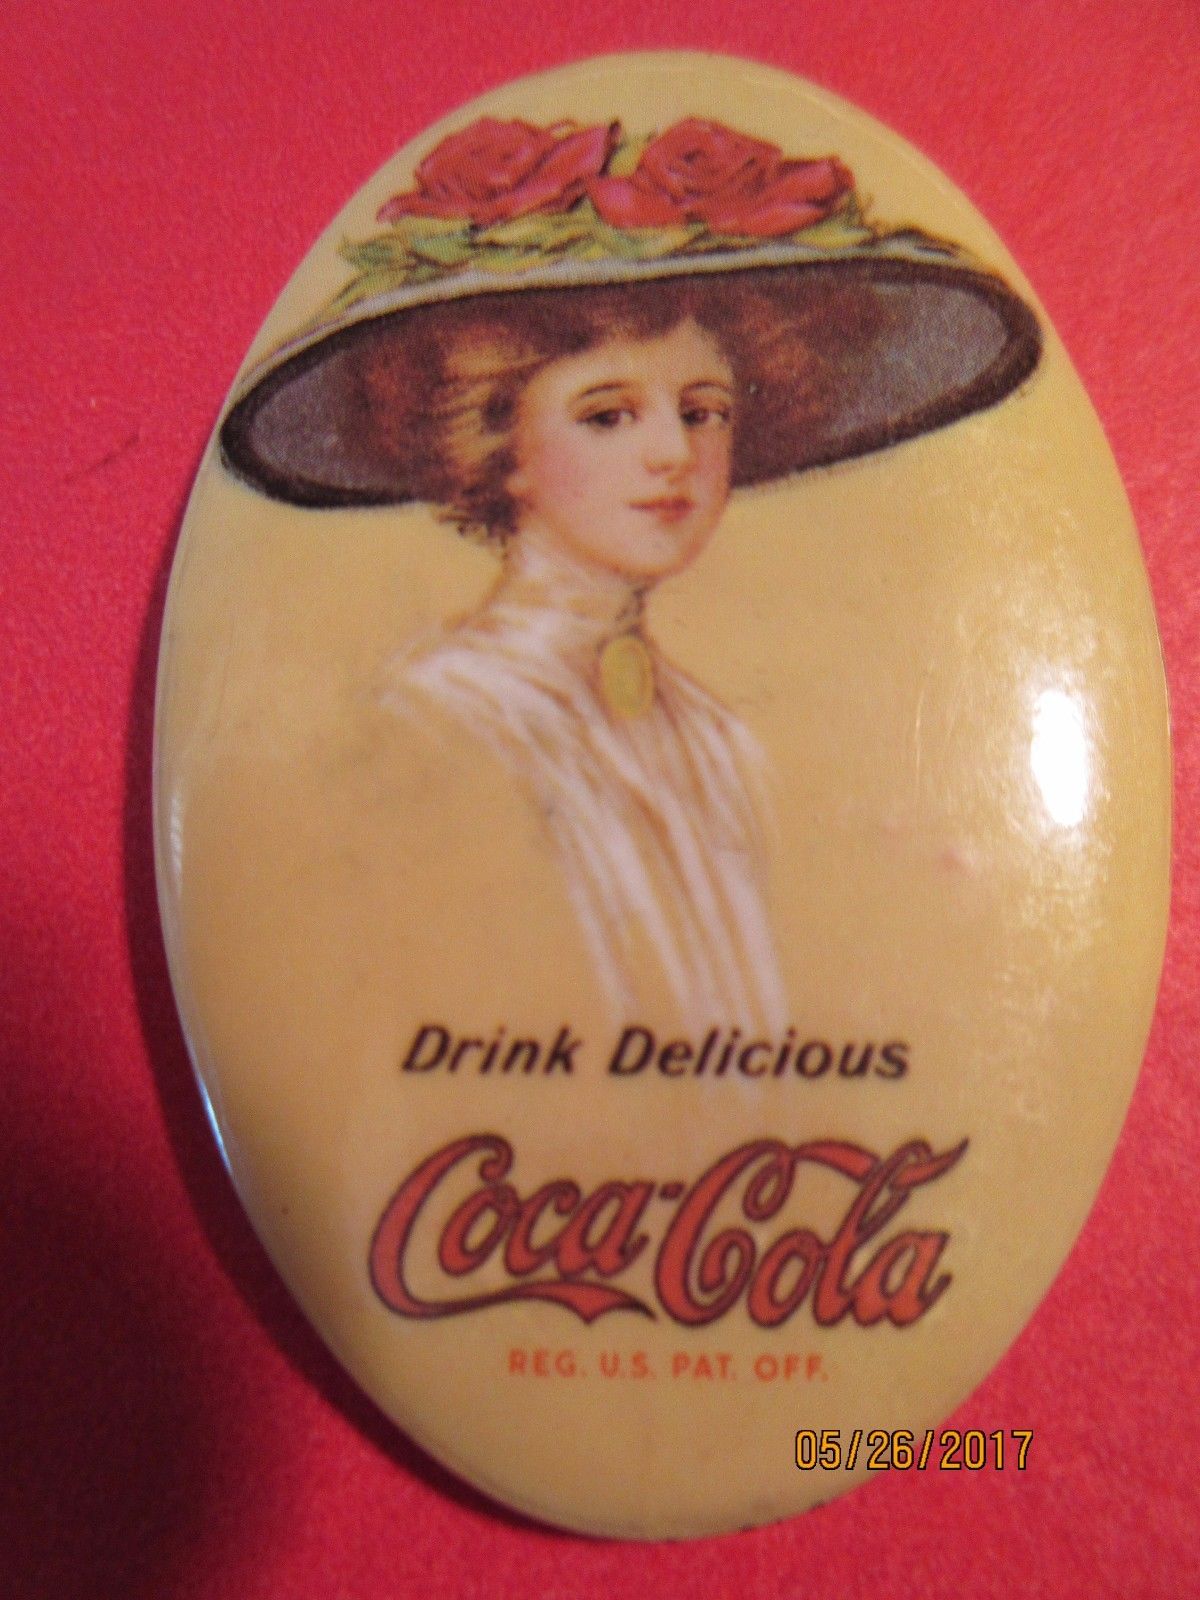 Drink Delicious
Coca-Cola
REG. U.S. PAT. OFF.
05/26/2017